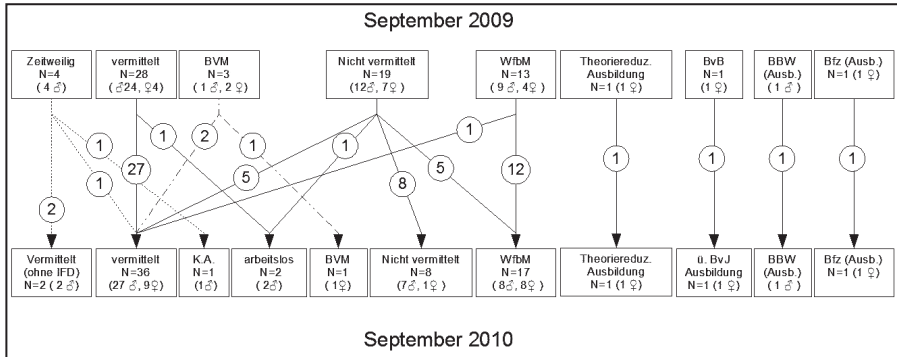 September 2009
Zeitweilig
N=4
( 4 ♂)
vermittelt
N=28
(♂24, ♀4)
BVM
N=3
( 1 ♂, 2 ♀)
Nicht vermittelt
N=19
(12♂, 7♀)
WfbM
N=13
( 9 ♂, 4♀)
Theoriereduz.
Ausbildung
N=1 (1 ♀)
BvB
N=1
(1♀)
BBW
(Ausb.)
( 1 ♂)
Bfz (Ausb.)
N=1 (1 ♀)
1
1
2
1
1
1
27
5
8
5
12
1
1
1
1
1
2
Vermittelt
(ohne IFD)
N=2 ( 2 ♂)
vermittelt
N=36
(27 ♂, 9♀)
K.A.
N=1
(1♂)
arbeitslos
N=2
(2♂)
BVM
N=1
(1♀)
Nicht vermittelt
N=8
(7♂, 1♀)
WfbM
N=17
(8♂, 8♀)
Theoriereduz.
Ausbildung
N=1 (1 ♀)
ü. BvJ
Ausbildung
N=1 (1 ♀)
BBW
(Ausb.)
( 1 ♂)
Bfz (Ausb.)
N=1 (1 ♀)
September 2010